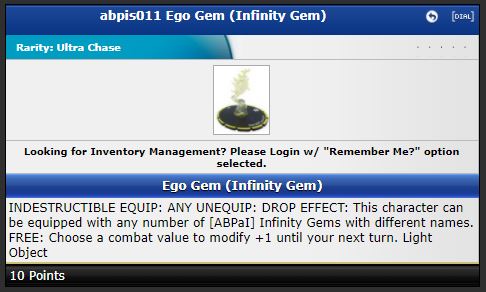 abpis011 Ego Gem (Infinity Gem)
[DIAL]
Rarity: Ultra Chase
Looking for Inventory Management? Please Login w/ "Remember Me?" option
selected.
Ego Gem (Infinity Gem)
INDESTRUCTIBLE EQUIP: ANY UNEQUIP: DROP EFFECT: This character can
be equipped with any number of [ABPaI] Infinity Gems with different names.
FREE: Choose a combat value to modify +1 until your next turn. Light
Object
10 Points